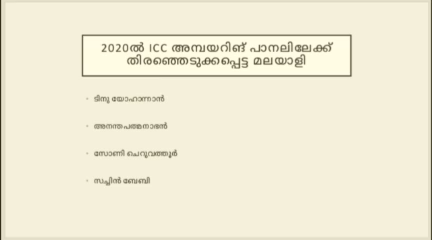 2020ൽ ICC അമ്പയറിങ് പാനലിലേക്ക്
തിരഞ്ഞെടുക്കപ്പെട്ട മലയാളി
- ടിനു യോഹന്നാൻ
- അനന്തപത്മനാഭൻ
- സോണി ചെറുവത്തൂർ
- സച്ചിൻ ബേബി